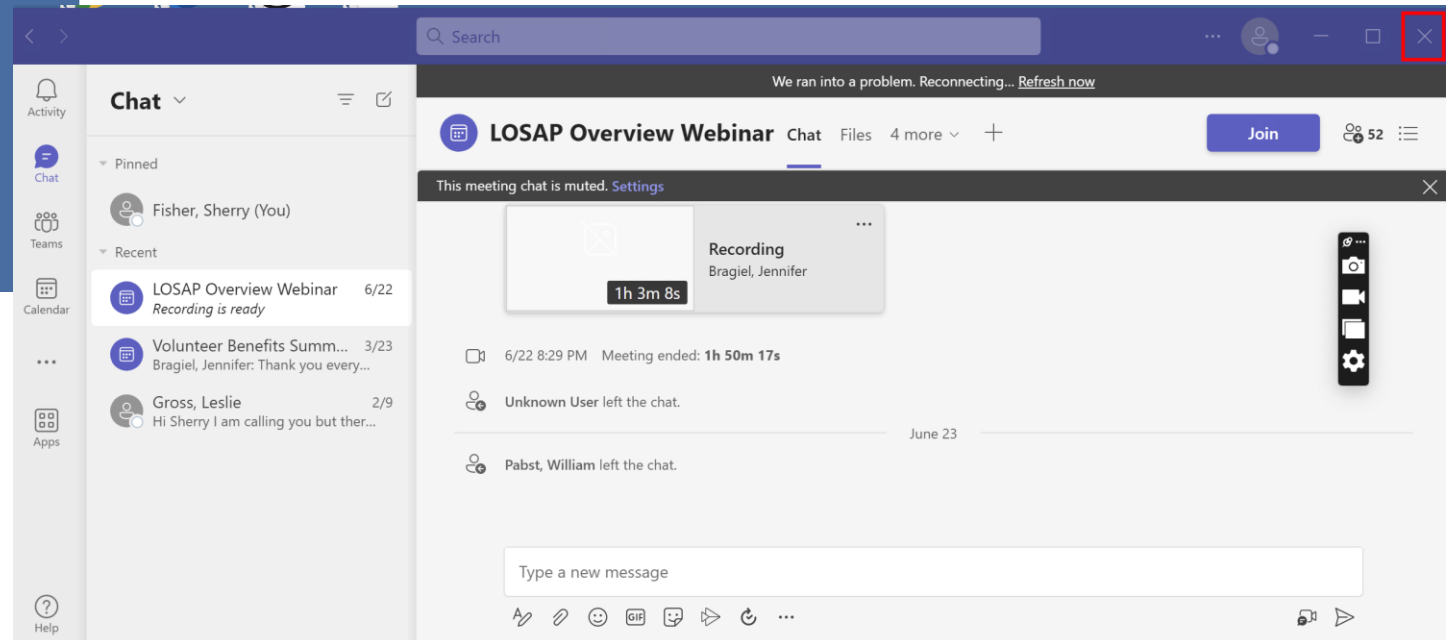 Search
We ran into a problem. Reconnecting... Refresh now
Activity
Chat
Teams
Calendar
Apps
Help
Chat
Pinned
Fisher, Sherry (You)
Recent
LOSAP Overview Webinar 6/22
Recording is ready
Volunteer Benefits Summ... 3/23
Bragiel, Jennifer: Thank you every...
Gross, Leslie 2/9
Hi Sherry I am calling you but ther...
LOSAP Overview Webinar Chat Files 4 more
Join
52
This meeting chat is muted. Settings
Recording
Bragiel, Jennifer
1h 3m 8s
6/22 8:29 PM Meeting ended: 1h 50m 17s
Unknown User left the chat.
June 23
Pabst, William left the chat.
Type a new message
GIF